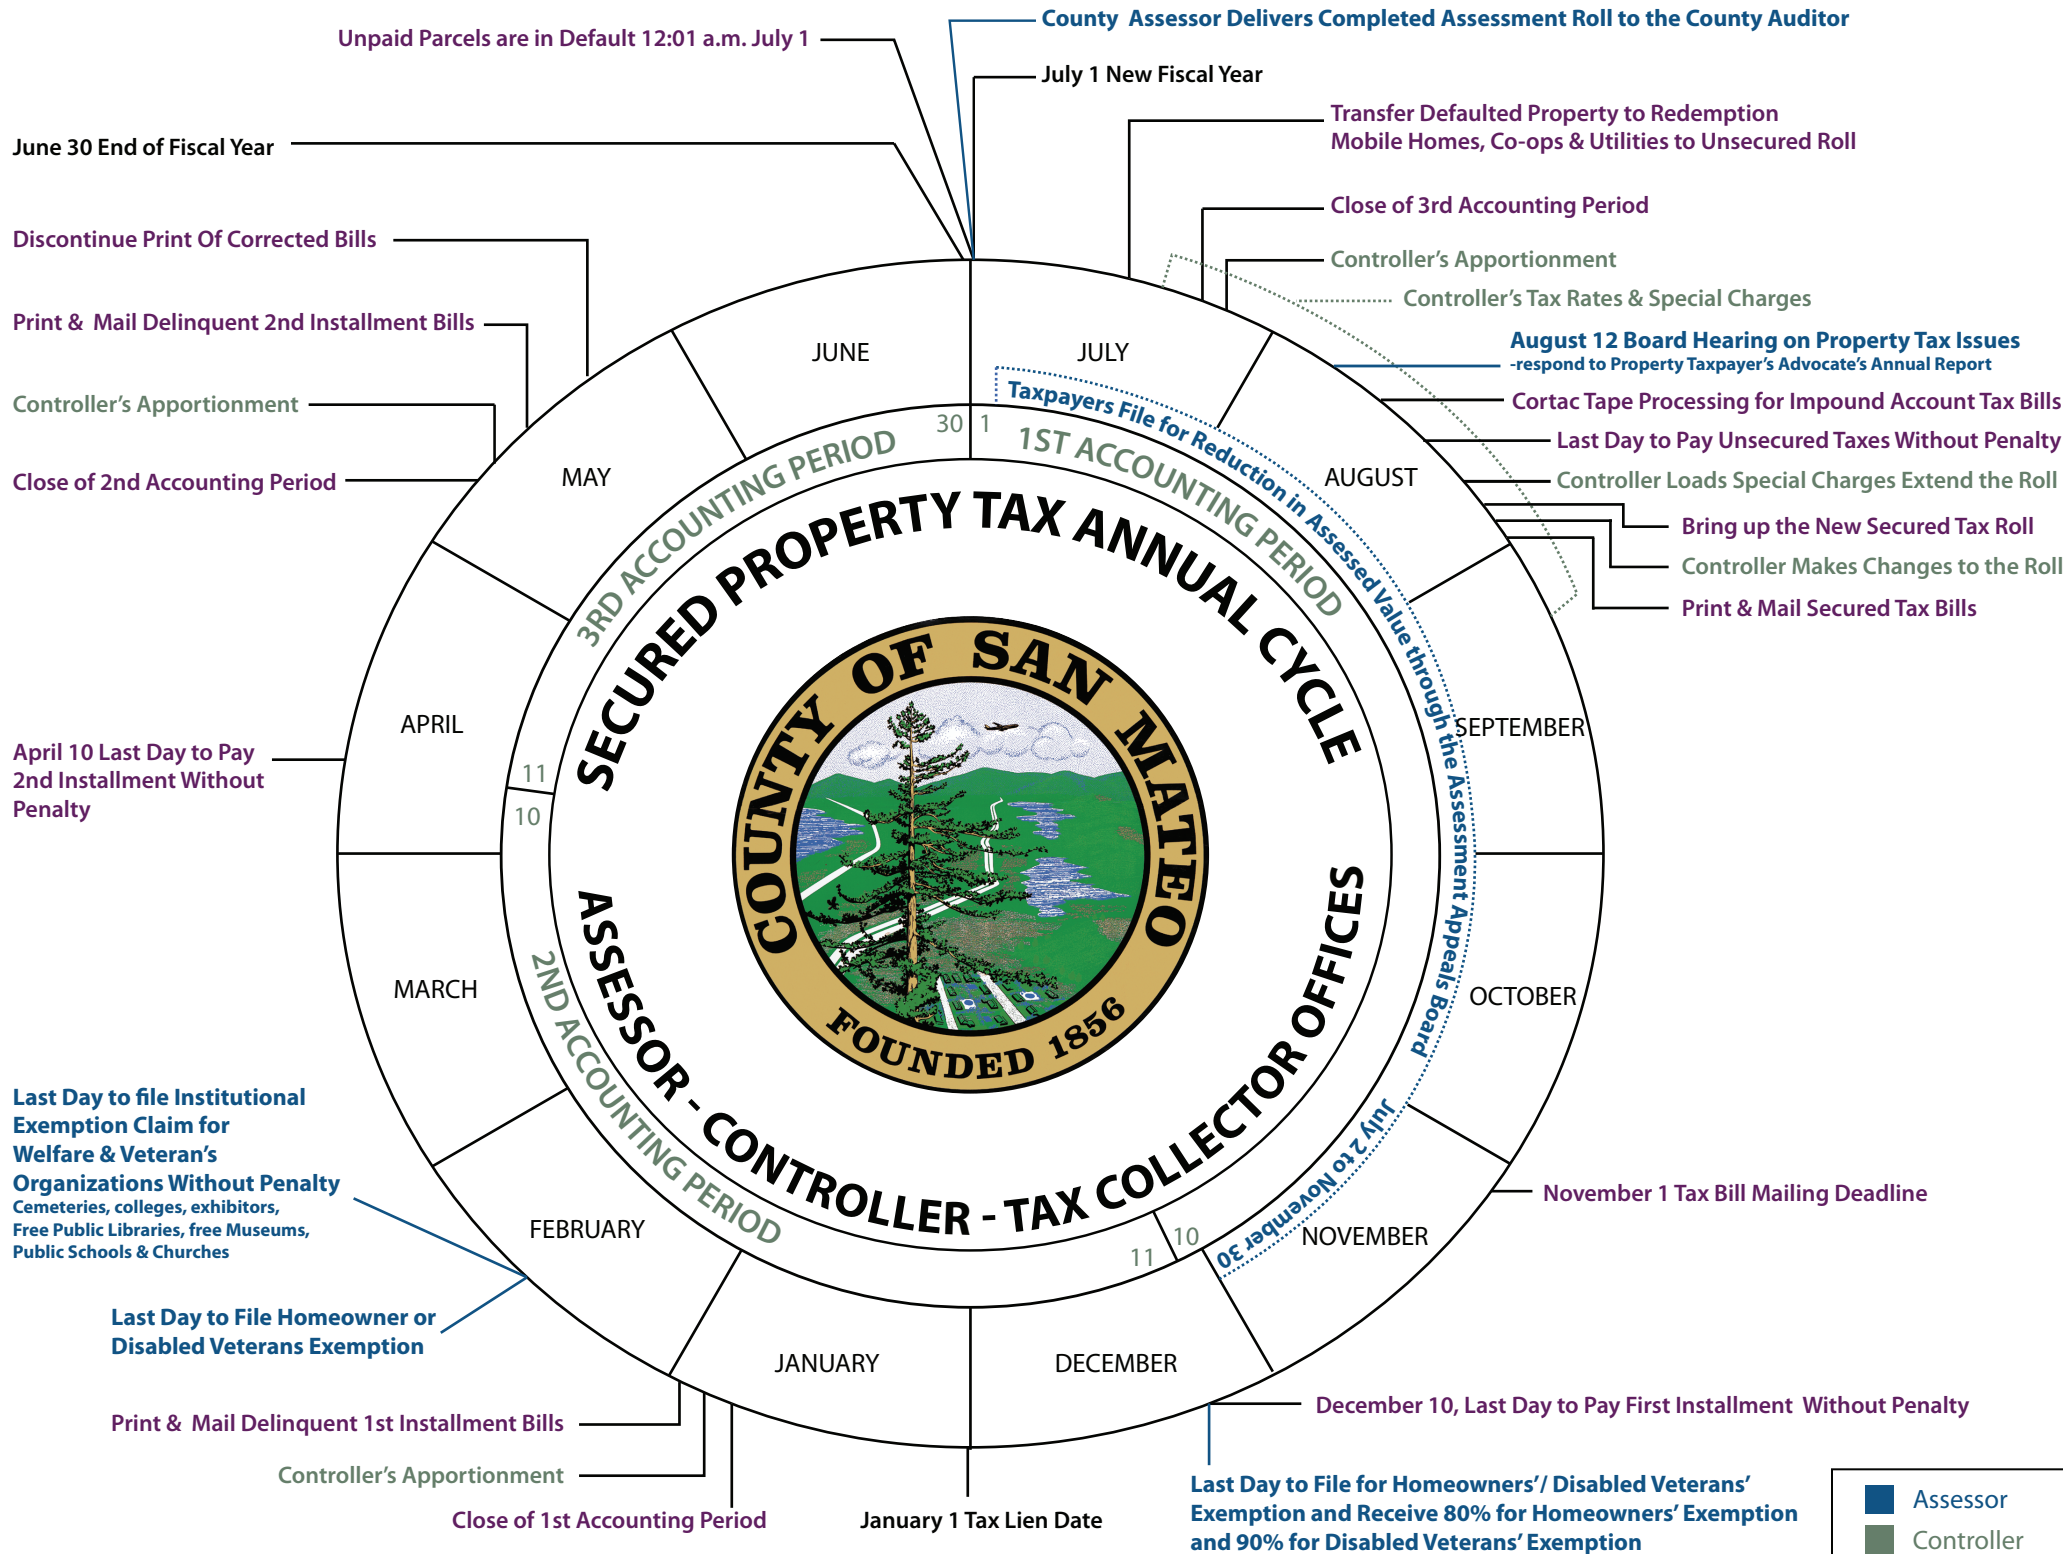 County  Assessor Delivers Completed Assessment Roll to the County Auditor
Unpaid Parcels are in Default 12:01 a.m. July 1
July 1 New Fiscal Year
Transfer Defaulted Property to Redemption
Mobile Homes, Co-ops & Utilities to Unsecured Roll
June 30 End of Fiscal Year
Close of 3rd Accounting Period
Discontinue Print Of Corrected Bills
Controller's Apportionment
Controller's Tax Rates & Special Charges
Print &  Mail Delinquent 2nd Installment Bills
August 12 Board Hearing on Property Tax Issues
-respond to Property Taxpayer's Advocate's Annual Report
Controller's Apportionment
Cortac Tape Processing for Impound Account Tax Bills
Last Day to Pay Unsecured Taxes Without Penalty
Close of 2nd Accounting Period
Controller Loads Special Charges Extend the Roll
Bring up the New Secured Tax Roll
Controller Makes Changes to the Roll
Print & Mail Secured Tax Bills
JUNE
JULY
MAY
AUGUST
APRIL
SEPTEMBER
MARCH
OCTOBER
FEBRUARY
NOVEMBER
JANUARY
DECEMBER
Taxpayers File for Reduction in Assessed Value through the Assessment Appeals Board
July 2 to November 30
30
1
1ST ACCOUNTING PERIOD
3RD ACCOUNTING PERIOD
11
10
2ND ACCOUNTING PERIOD
11
10
SECURED PROPERTY TAX ANNUAL CYCLE
ASSESSOR - CONTROLLER - TAX COLLECTOR OFFICES
COUNTY OF SAN MATEO
FOUNDED 1856
April 10 Last Day to Pay
2nd Installment Without
Penalty
Last Day to file Institutional
Exemption Claim for
Welfare & Veteran's
Organizations Without Penalty
Cemeteries, colleges, exhibitors,
Free Public Libraries, free Museums,
Public Schools & Churches
Last Day to File Homeowner or
Disabled Veterans Exemption
November 1 Tax Bill Mailing Deadline
Print &  Mail Delinquent 1st Installment Bills
Controller's Apportionment
Close of 1st Accounting Period
January 1 Tax Lien Date
December 10, Last Day to Pay First Installment  Without Penalty
Last Day to File for Homeowners'/ Disabled Veterans'
Exemption and Receive 80% for Homeowners' Exemption
and 90% for Disabled Veterans' Exemption
Assessor
Controller